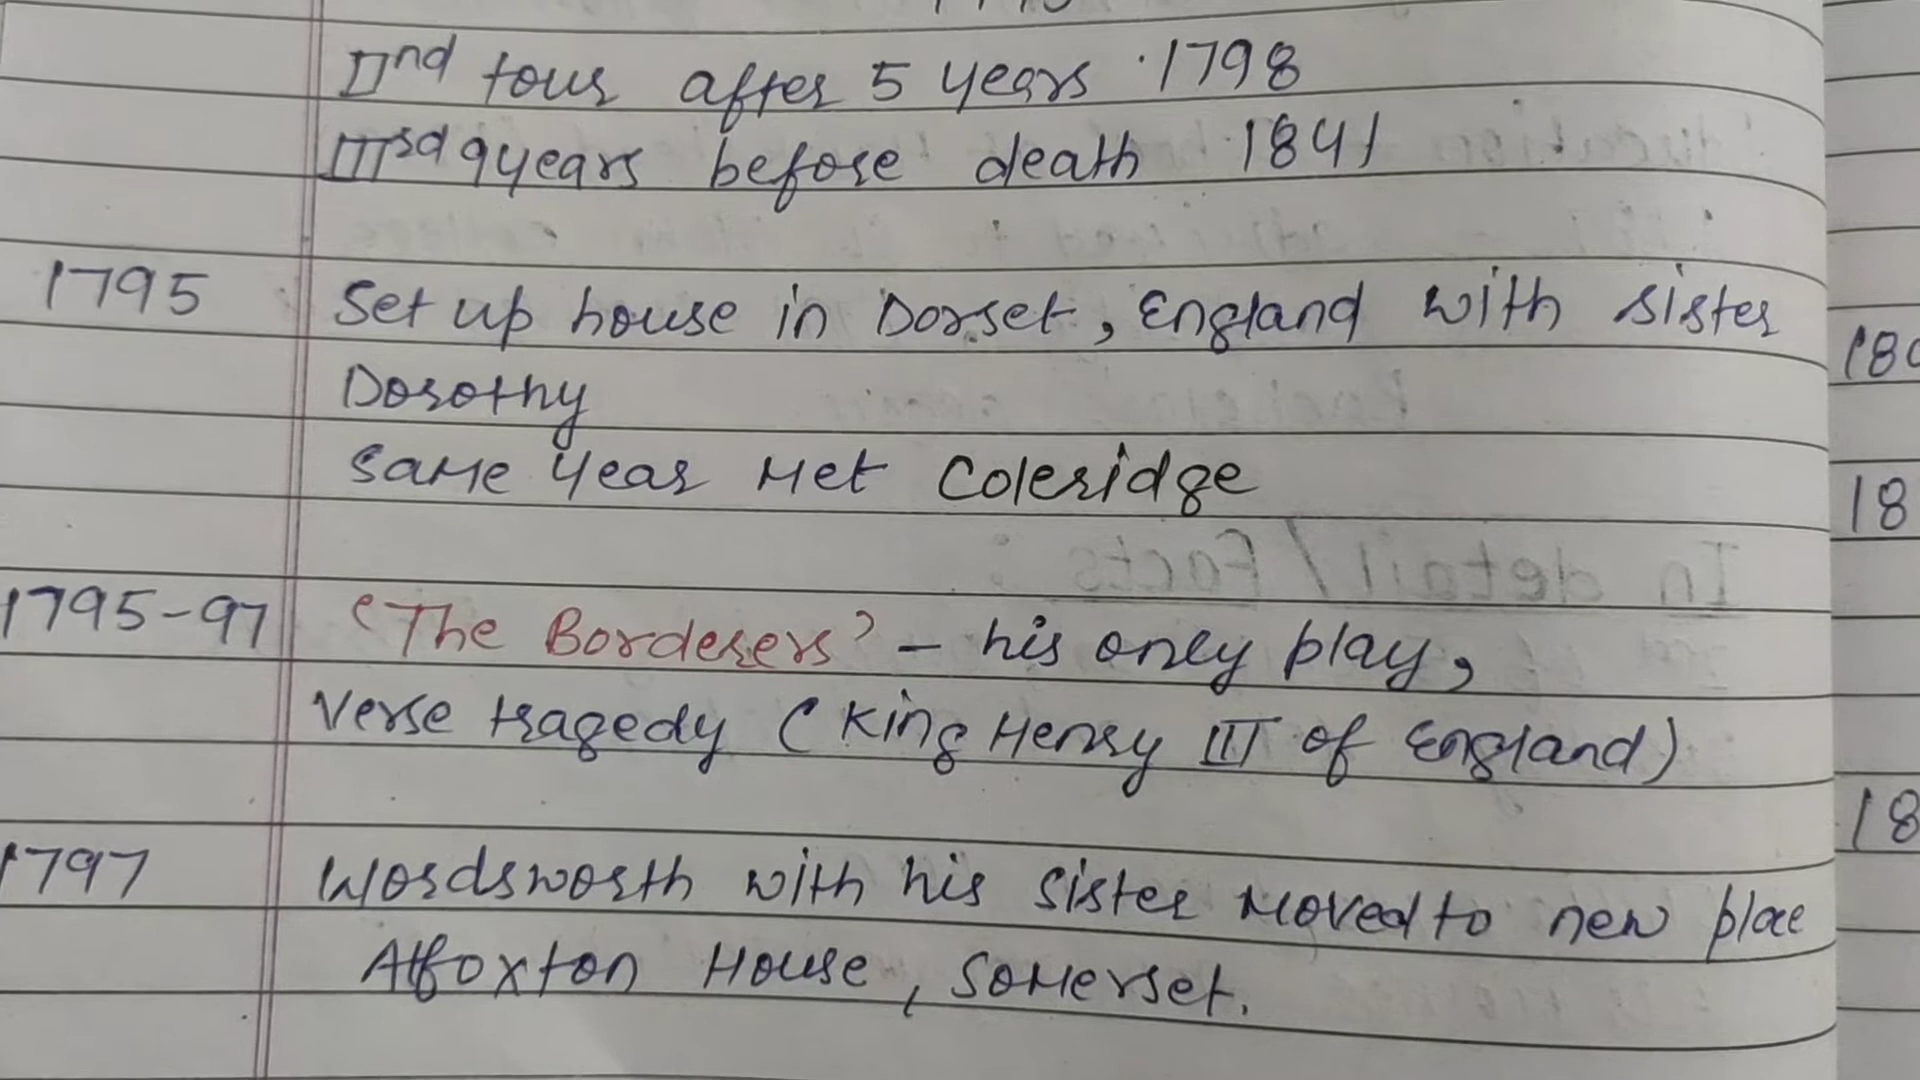 IInd tour after 5 years 1798
IIIrd 9 years before death 1841
1795 Set up house in Dorset, England with sister
Dorothy
Same year Met Coleridge
1795-97 'The Borderers' - his only play,
Verse tragedy (King Henry III of England)
1797 Wordsworth with his sister moved to new place
Alfoxton House, Somerset.